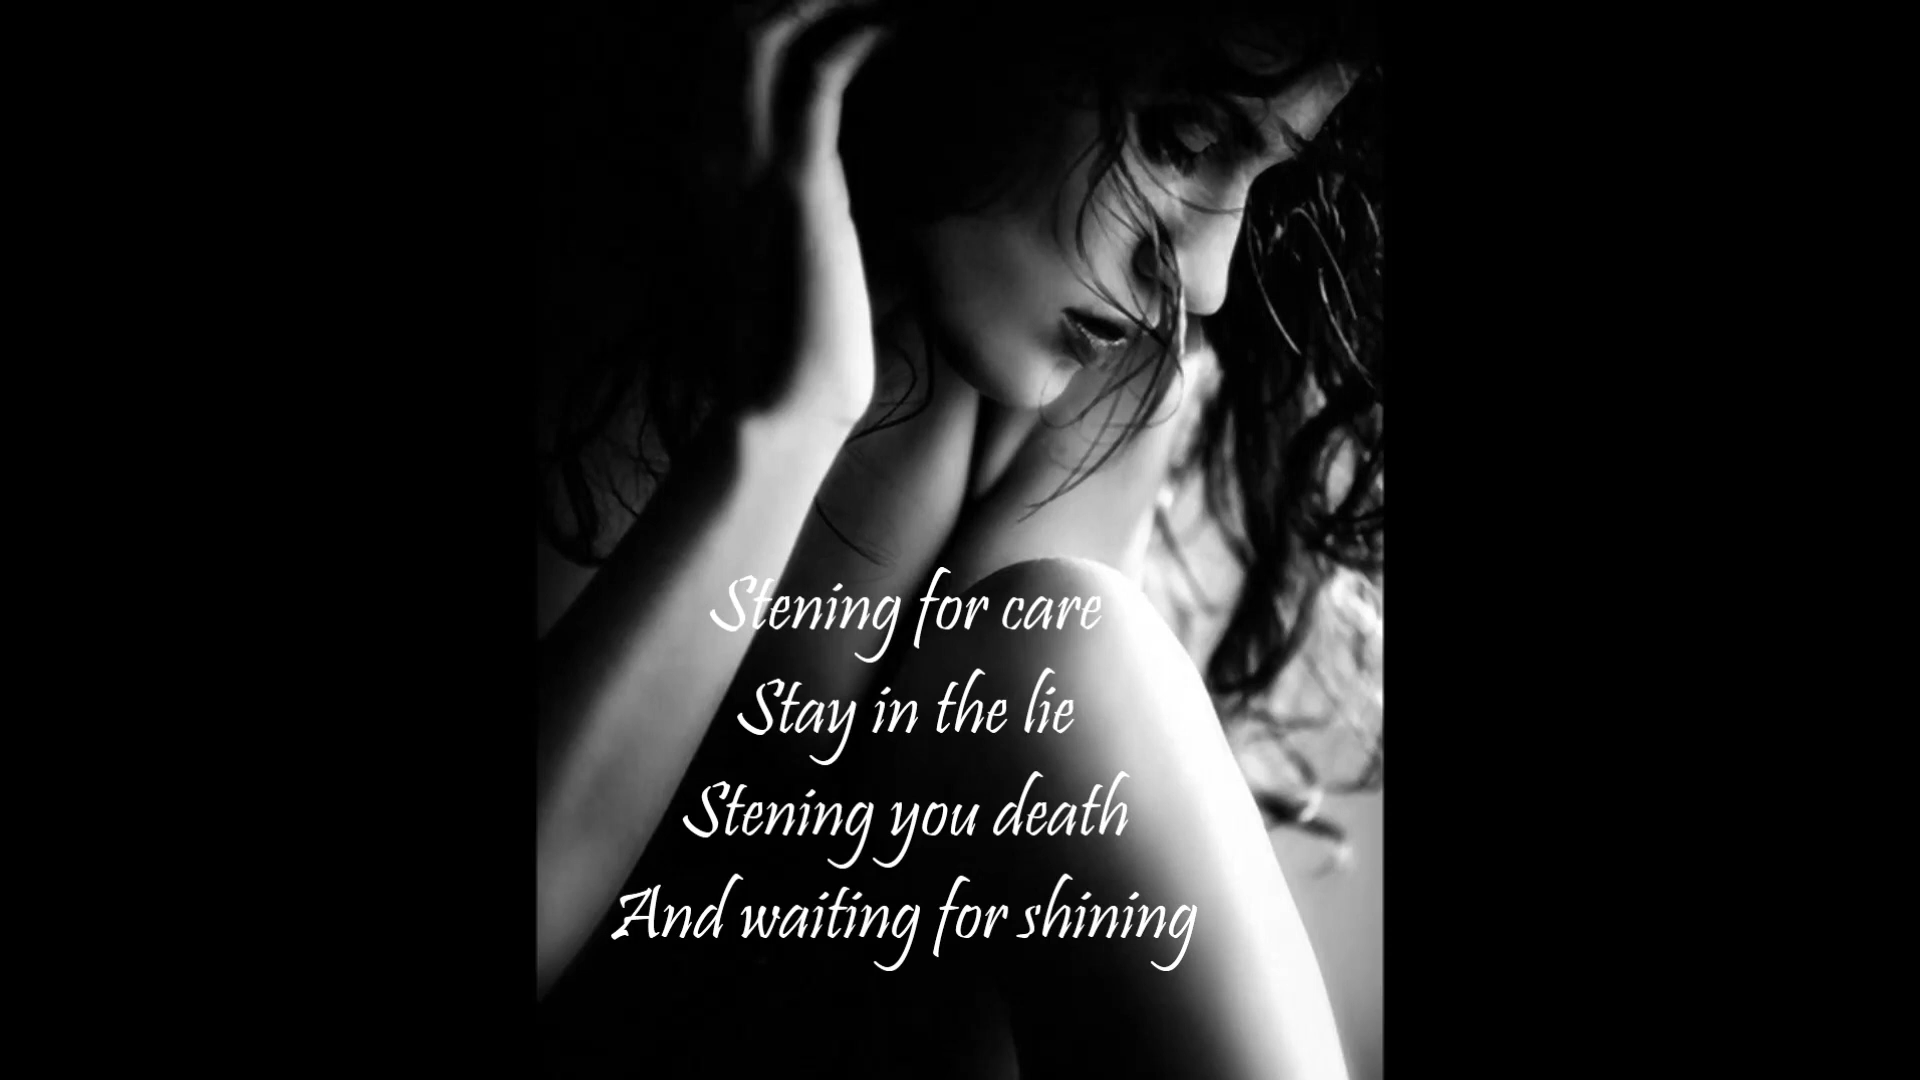 Stening for care
Stay in the lie
Stening you death
And waiting for shining